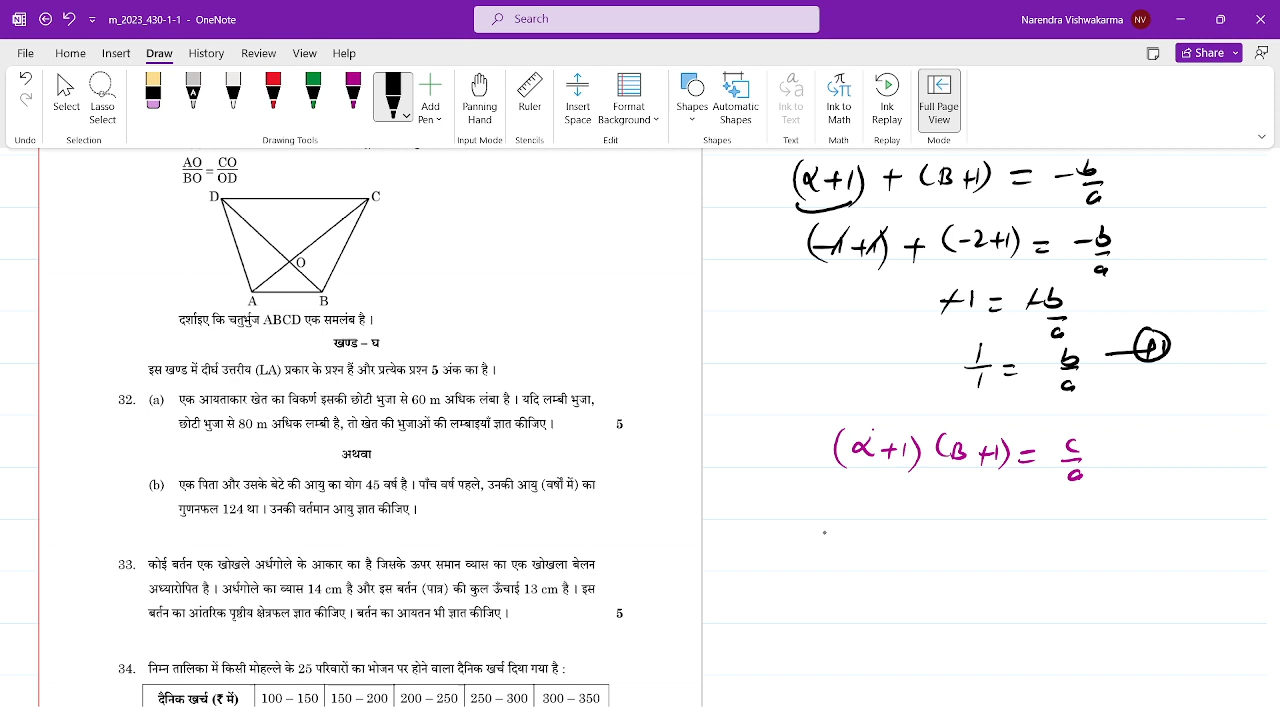 m_2023_430-1-1 - OneNote
Search
Narendra Vishwakarma NV
File Home Insert Draw History Review View Help
Share
Select Lasso Select Add Pen Panning Hand Ruler Insert Space Format Background Shapes Automatic Shapes Ink to Text Ink to Math Ink Replay Full Page View
Undo Selection Drawing Tools Input Mode Stencils Edit Shapes Text Math Replay Mode
AO/BO = CO/OD
D C
O
A B
दर्शाइए कि चतुर्भुज ABCD एक समलंब है ।
खण्ड – घ
इस खण्ड में दीर्घ उत्तरीय (LA) प्रकार के प्रश्न हैं और प्रत्येक प्रश्न 5 अंक का है ।
32. (a) एक आयताकार खेत का विकर्ण इसकी छोटी भुजा से 60 m अधिक लंबा है । यदि लम्बी भुजा,
छोटी भुजा से 80 m अधिक लम्बी है, तो खेत की भुजाओं की लम्बाइयाँ ज्ञात कीजिए । 5
अथवा
(b) एक पिता और उसके बेटे की आयु का योग 45 वर्ष है । पाँच वर्ष पहले, उनकी आयु (वर्षों में) का
गुणनफल 124 था । उनकी वर्तमान आयु ज्ञात कीजिए ।
33. कोई बर्तन एक खोखले अर्धगोले के आकार का है जिसके ऊपर समान व्यास का एक खोखला बेलन
अध्यारोपित है । अर्धगोले का व्यास 14 cm है और इस बर्तन (पात्र) की कुल ऊँचाई 13 cm है । इस
बर्तन का आंतरिक पृष्ठीय क्षेत्रफल ज्ञात कीजिए । बर्तन का आयतन भी ज्ञात कीजिए । 5
34. निम्न तालिका में किसी मोहल्ले के 25 परिवारों का भोजन पर होने वाला दैनिक खर्च दिया गया है :
दैनिक खर्च (₹ में) 100 – 150 150 – 200 200 – 250 250 – 300 300 – 350
(α+1) + (β+1) = -b/a
(-1+1) + (-2+1) = -b/a
-1 = -b/a
1/1 = b/a
(α+1) (β+1) = c/a